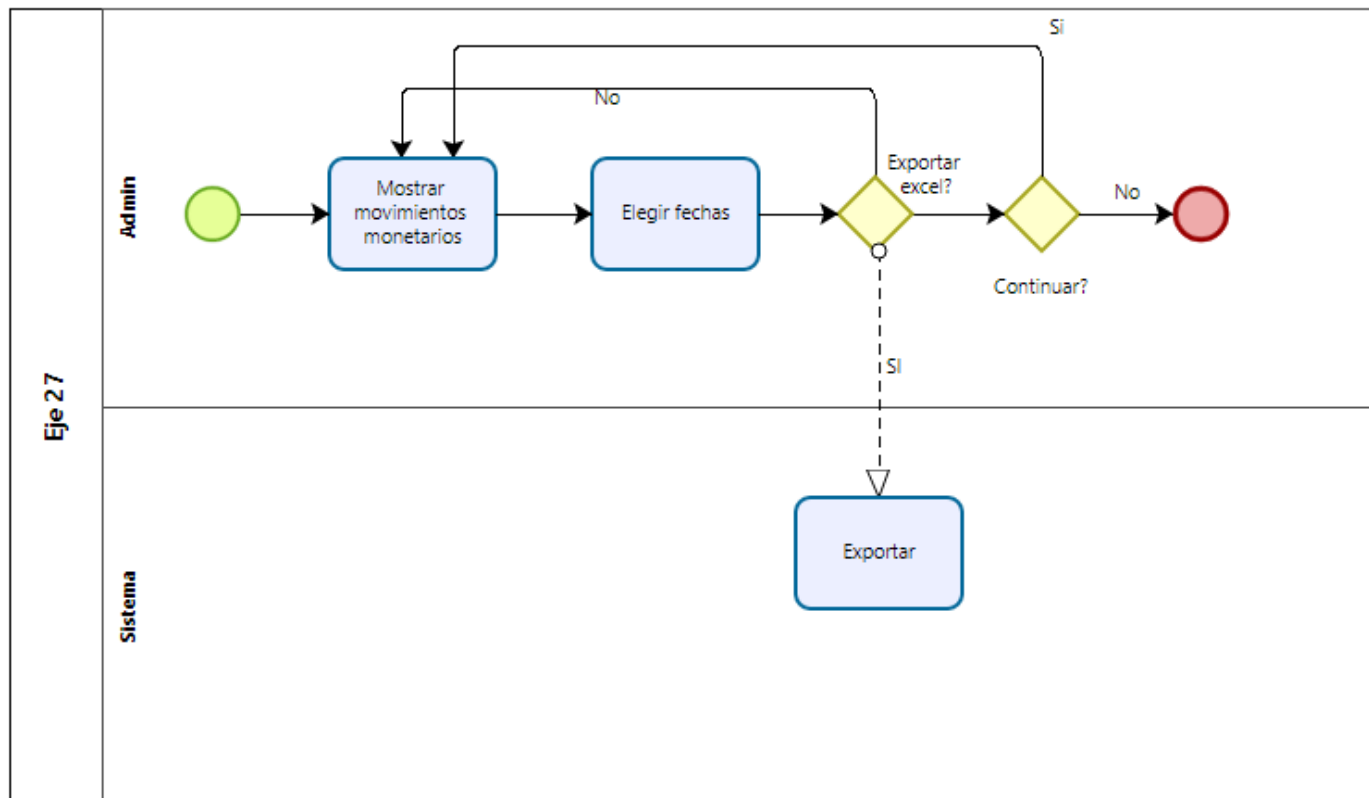 Eje 27
Admin
Si
No
Mostrar
movimientos
monetarios
Elegir fechas
Exportar
excel?
No
Continuar?
SI
Sistema
Exportar